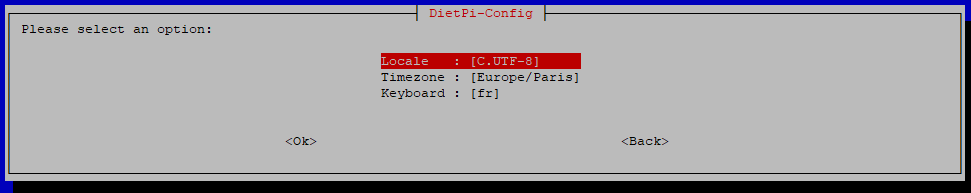 DietPi-Config
Please select an option:
Locale : [C.UTF-8]
Timezone : [Europe/Paris]
Keyboard : [fr]
<Ok> <Back>